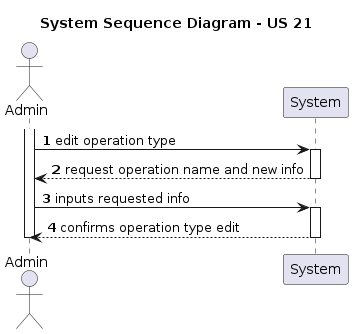 System Sequence Diagram - US 21
Admin
System
1 edit operation type
2 request operation name and new info
3 inputs requested info
4 confirms operation type edit
Admin
System